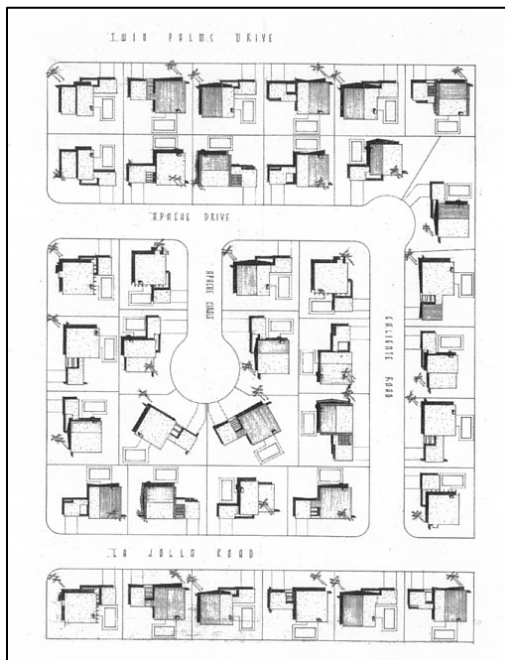 TWIN PALMS DRIVE
APACHE DRIVE
APACHE CIRCLE
CALIENTE ROAD
LA JOLLA ROAD